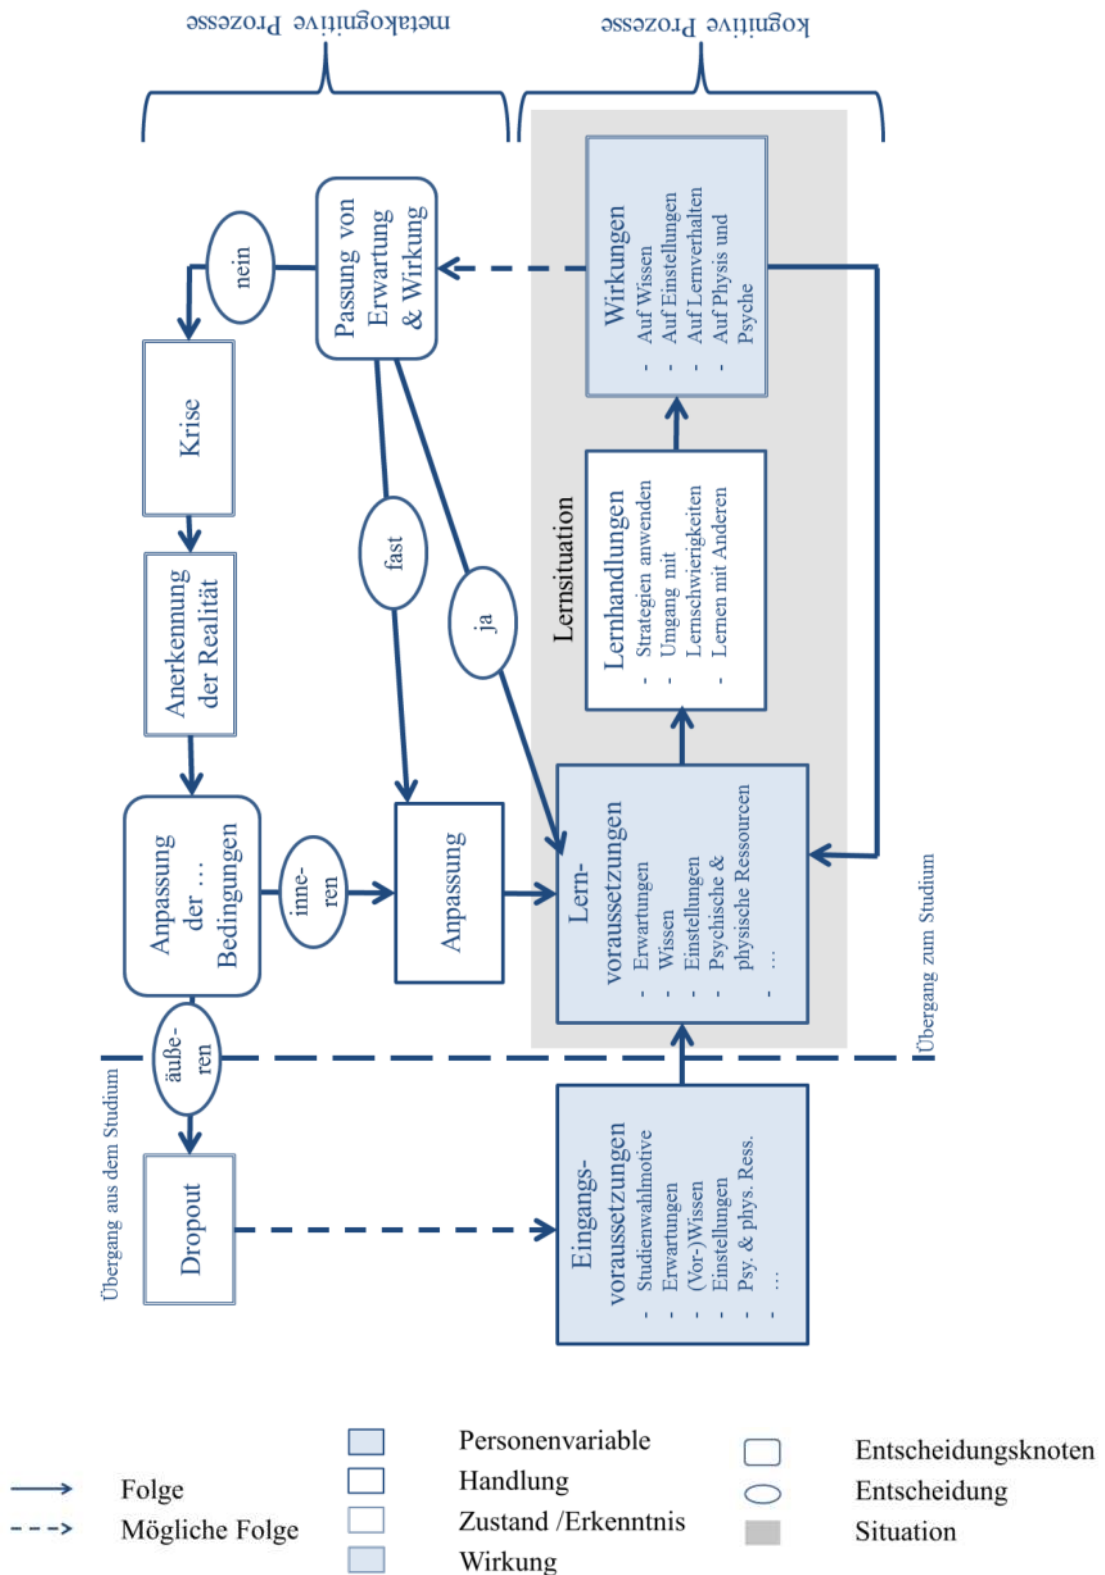 metakognitive Prozesse
kognitive Prozesse
nein
Krise
Anerkennung
der Realität
Anpassung
der …
Bedingungen
äuße-
ren
Dropout
Übergang aus dem Studium
Passung von
Erwartung
& Wirkung
fast
ja
inne-
ren
Anpassung
Lernsituation
Eingangs-
voraussetzungen
- Studienwahlmotive
- Erwartungen
- (Vor-)Wissen
- Einstellungen
- Psy. & phys. Ress.
- …
Lern-
voraussetzungen
- Erwartungen
- Wissen
- Einstellungen
- Psychische &
physische Ressourcen
- …
Lernhandlungen
- Strategien anwenden
- Umgang mit
Lernschwierigkeiten
- Lernen mit Anderen
Wirkungen
- Auf Wissen
- Auf Einstellungen
- Auf Lernverhalten
- Auf Physis und
Psyche
Übergang zum Studium
Folge
Mögliche Folge
Personenvariable
Handlung
Zustand /Erkenntnis
Wirkung
Entscheidungsknoten
Entscheidung
Situation